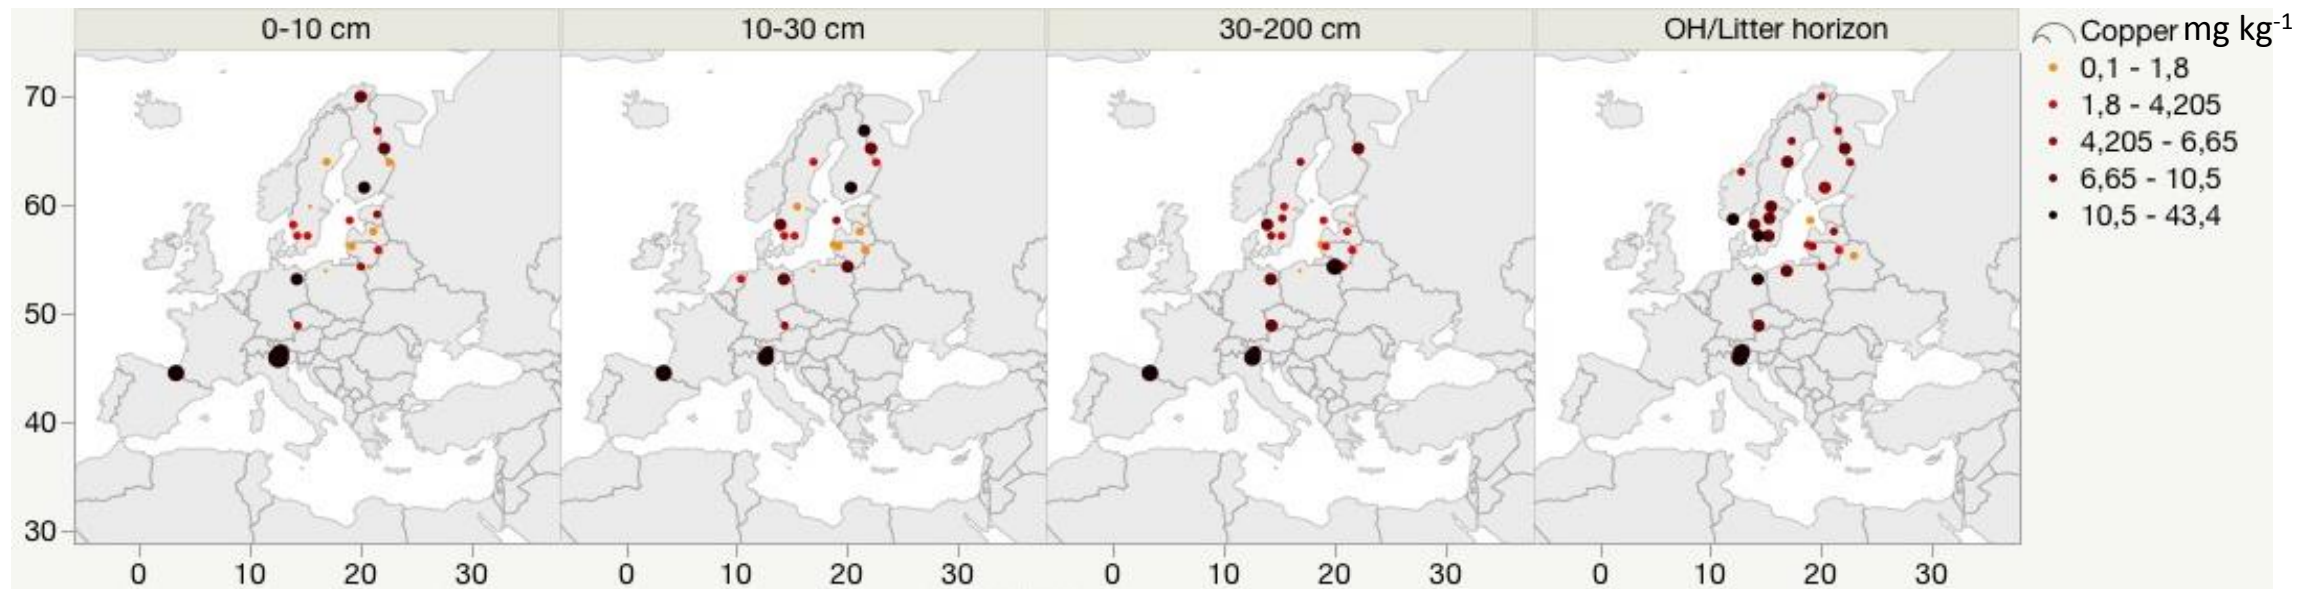 0-10 cm
10-30 cm
30-200 cm
OH/Litter horizon
Copper mg kg⁻¹
0,1 - 1,8
1,8 - 4,205
4,205 - 6,65
6,65 - 10,5
10,5 - 43,4
70
60
50
40
30
0 10 20 30
0 10 20 30
0 10 20 30
0 10 20 30